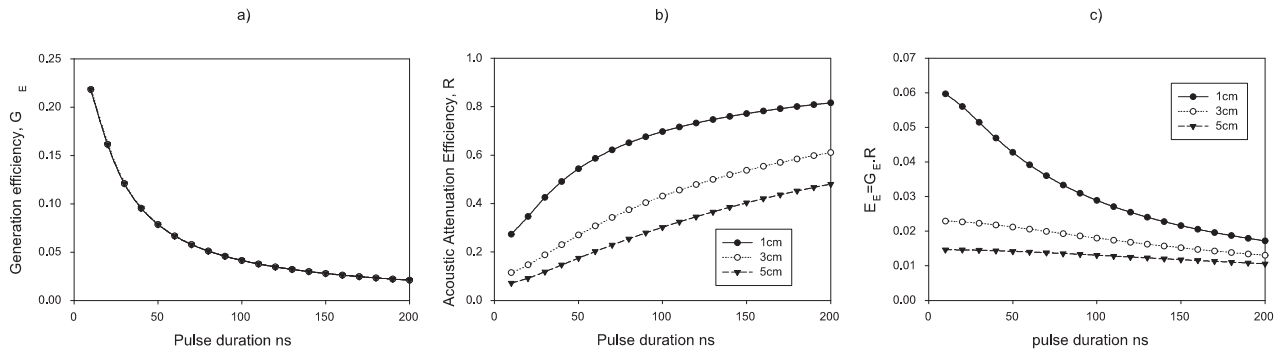 a)
Generation efficiency, G E
0.25
0.20
0.15
0.10
0.05
0.00
0
50
100
150
200
Pulse duration ns
b)
Acoustic Attenuation Efficiency, R
1.0
0.8
0.6
0.4
0.2
0.0
1cm
3cm
5cm
0
50
100
150
200
Pulse duration ns
c)
E E=G E.R
0.07
0.06
0.05
0.04
0.03
0.02
0.01
0.00
1cm
3cm
5cm
0
50
100
150
200
pulse duration ns